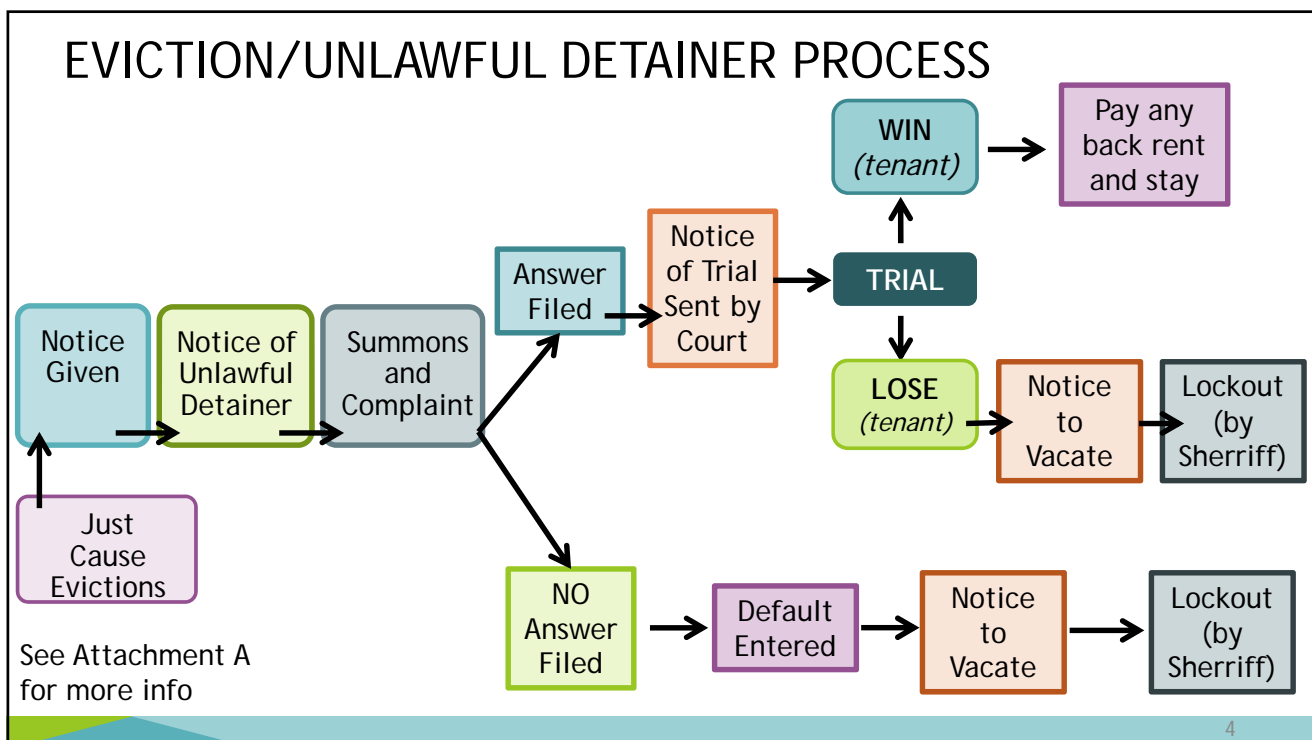 EVICTION/UNLAWFUL DETAINER PROCESS
Just
Cause
Evictions
Notice
Given
Notice of
Unlawful
Detainer
Summons
and
Complaint
Answer
Filed
Notice
of Trial
Sent by
Court
TRIAL
WIN
(tenant)
Pay any
back rent
and stay
LOSE
(tenant)
Notice
to
Vacate
Lockout
(by
Sherriff)
NO
Answer
Filed
Default
Entered
Notice
to
Vacate
Lockout
(by
Sherriff)
See Attachment A
for more info
4